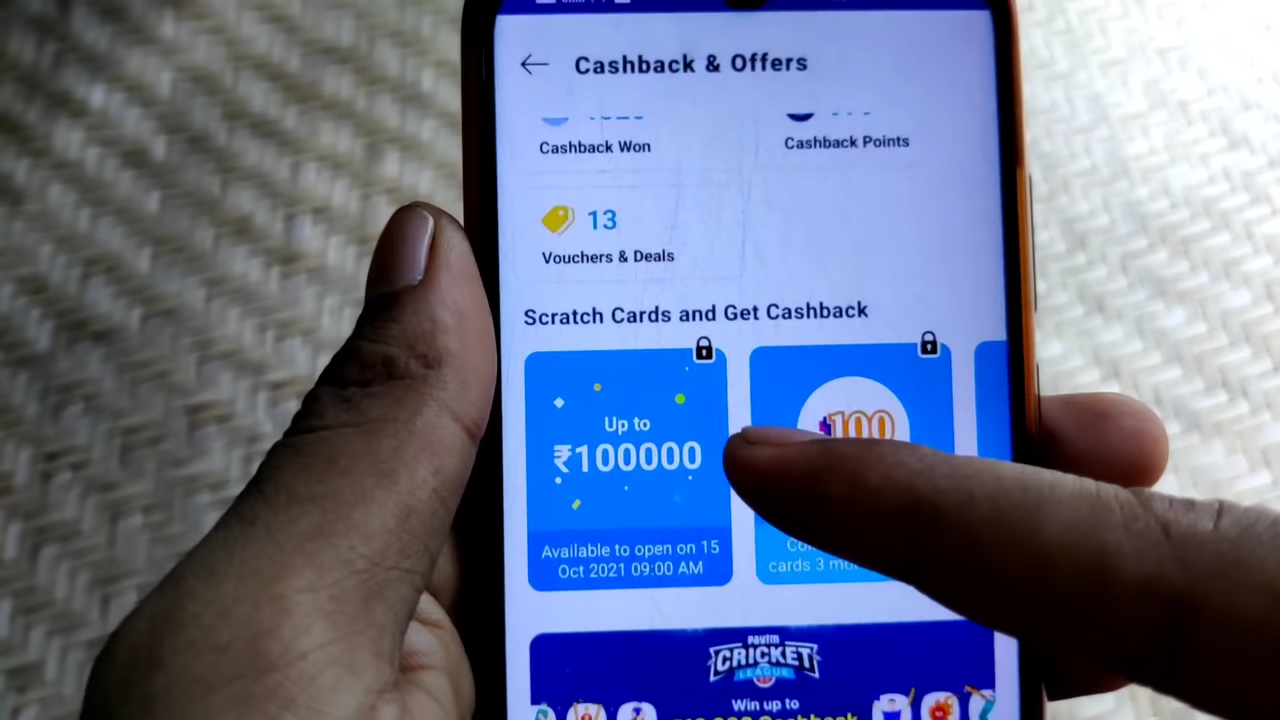 Cashback & Offers
Cashback Won
Cashback Points
13
Vouchers & Deals
Scratch Cards and Get Cashback
Up to
₹100000
Available to open on 15
Oct 2021 09:00 AM
100
cards 3
Paytm
CRICKET
LEAGUE
Win up to
Cashback